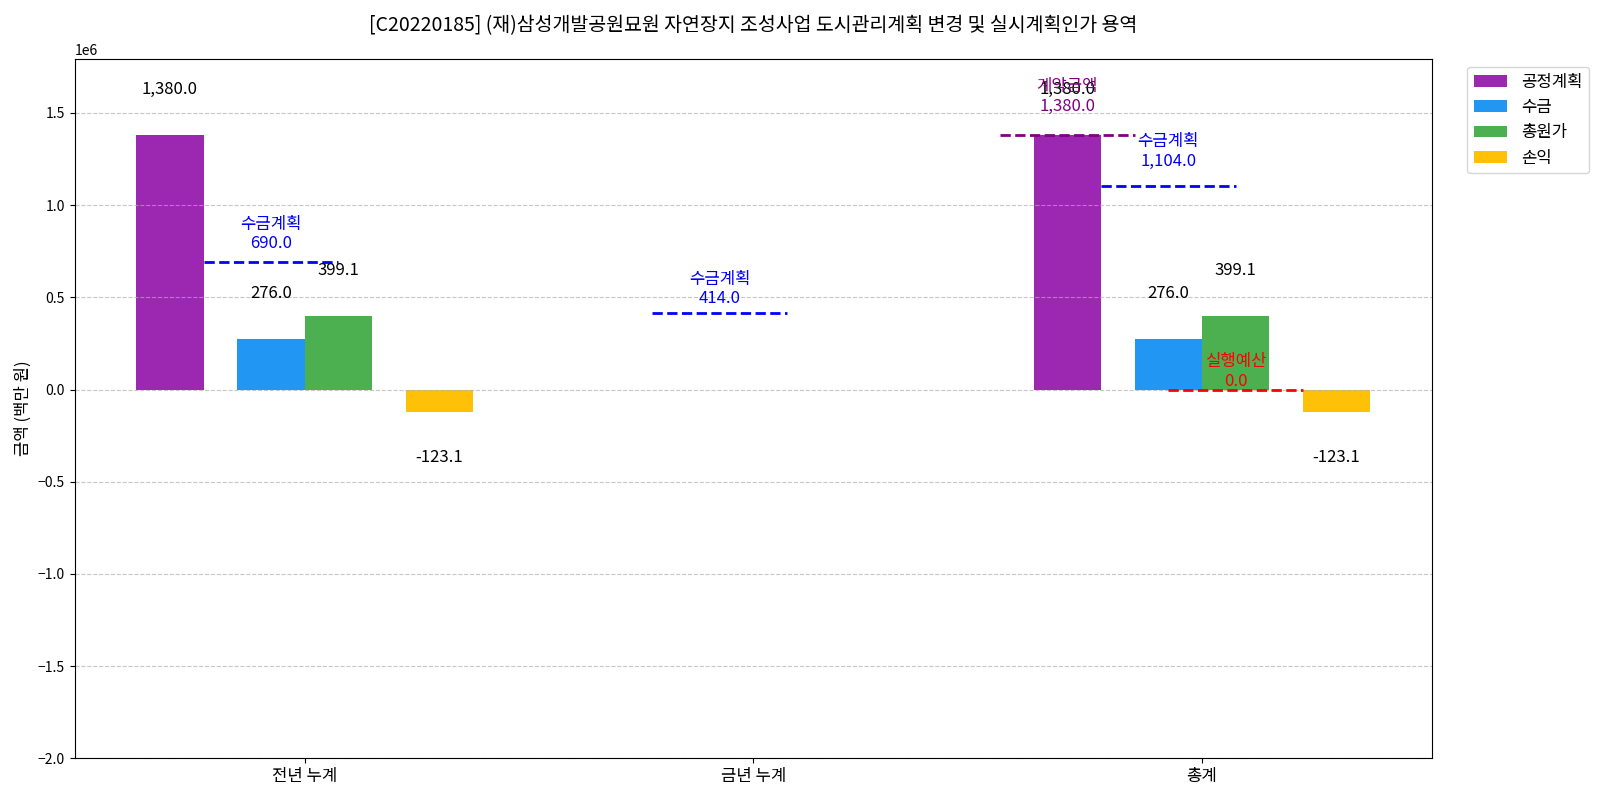 [C20220185] (재)삼성개발공원묘원 자연장지 조성사업 도시관리계획 변경 및 실시계획인가 용역
1e6
공정계획
수금
총원가
손익
금액 (백만 원)
1.5
1.0
0.5
0.0
−0.5
−1.0
−1.5
−2.0
1,380.0
수금계획
690.0
399.1
276.0
-123.1
수금계획
414.0
계약금액
1,380.0
1,380.0
수금계획
1,104.0
399.1
276.0
실행예산
0.0
-123.1
전년 누계
금년 누계
총계